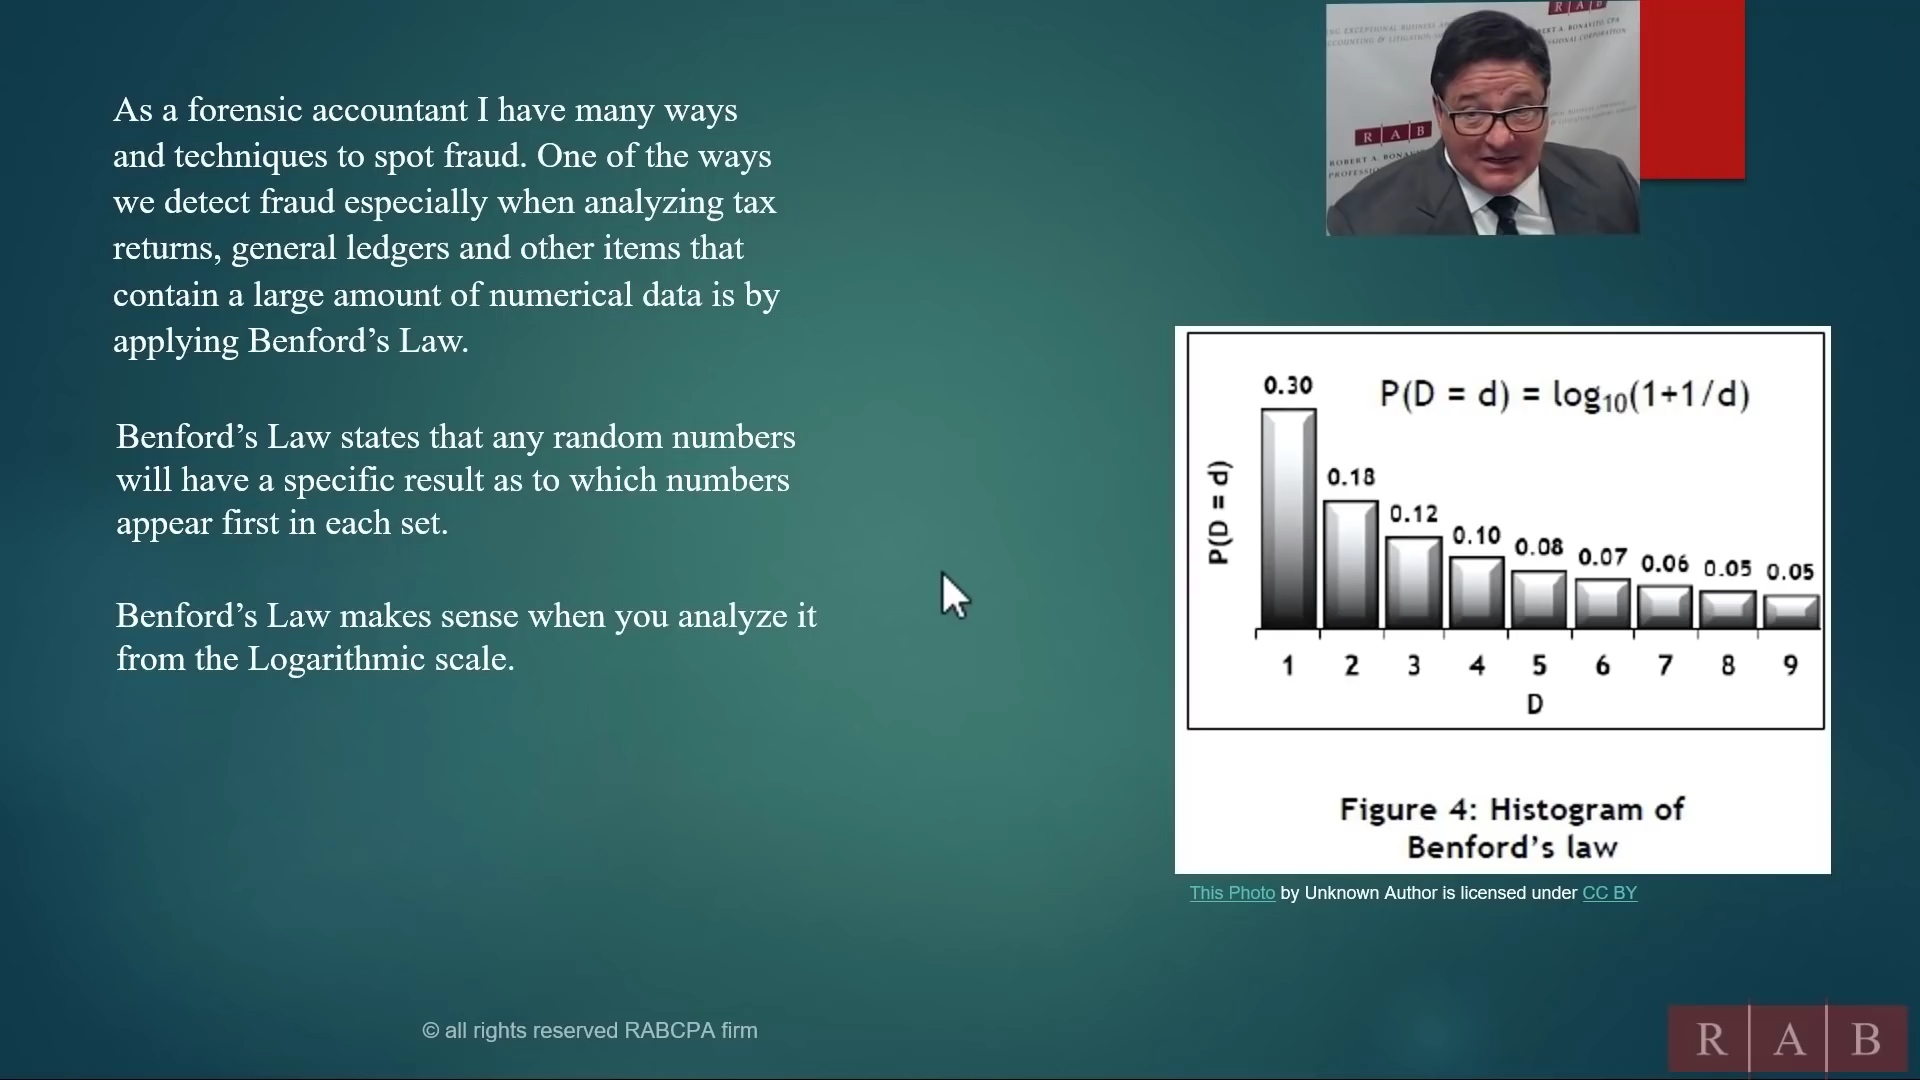 As a forensic accountant I have many ways
and techniques to spot fraud. One of the ways
we detect fraud especially when analyzing tax
returns, general ledgers and other items that
contain a large amount of numerical data is by
applying Benford’s Law.
Benford’s Law states that any random numbers
will have a specific result as to which numbers
appear first in each set.
Benford’s Law makes sense when you analyze it
from the Logarithmic scale.
R A B
R A B
ROBERT A.
0.30
P(D = d) = log₁₀(1+1/d)
0.18
0.12
0.10
0.08
0.07
0.06
0.05
0.05
P(D = d)
1 2 3 4 5 6 7 8 9
D
Figure 4: Histogram of
Benford’s law
This Photo by Unknown Author is licensed under CC BY
© all rights reserved RABCPA firm
R A B